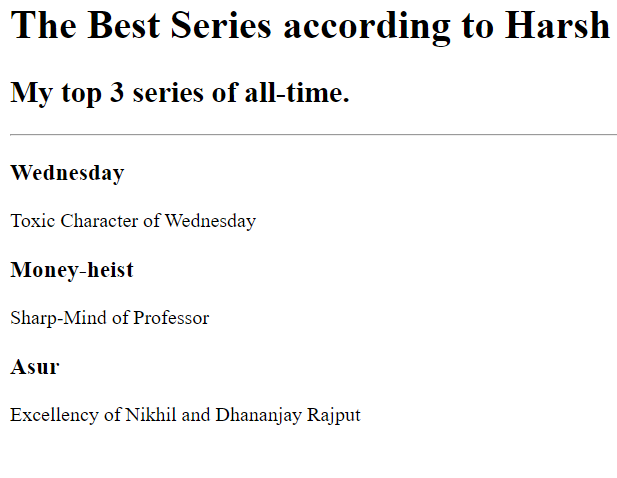 The Best Series according to Harsh
My top 3 series of all-time.
Wednesday
Toxic Character of Wednesday
Money-heist
Sharp-Mind of Professor
Asur
Excellency of Nikhil and Dhananjay Rajput